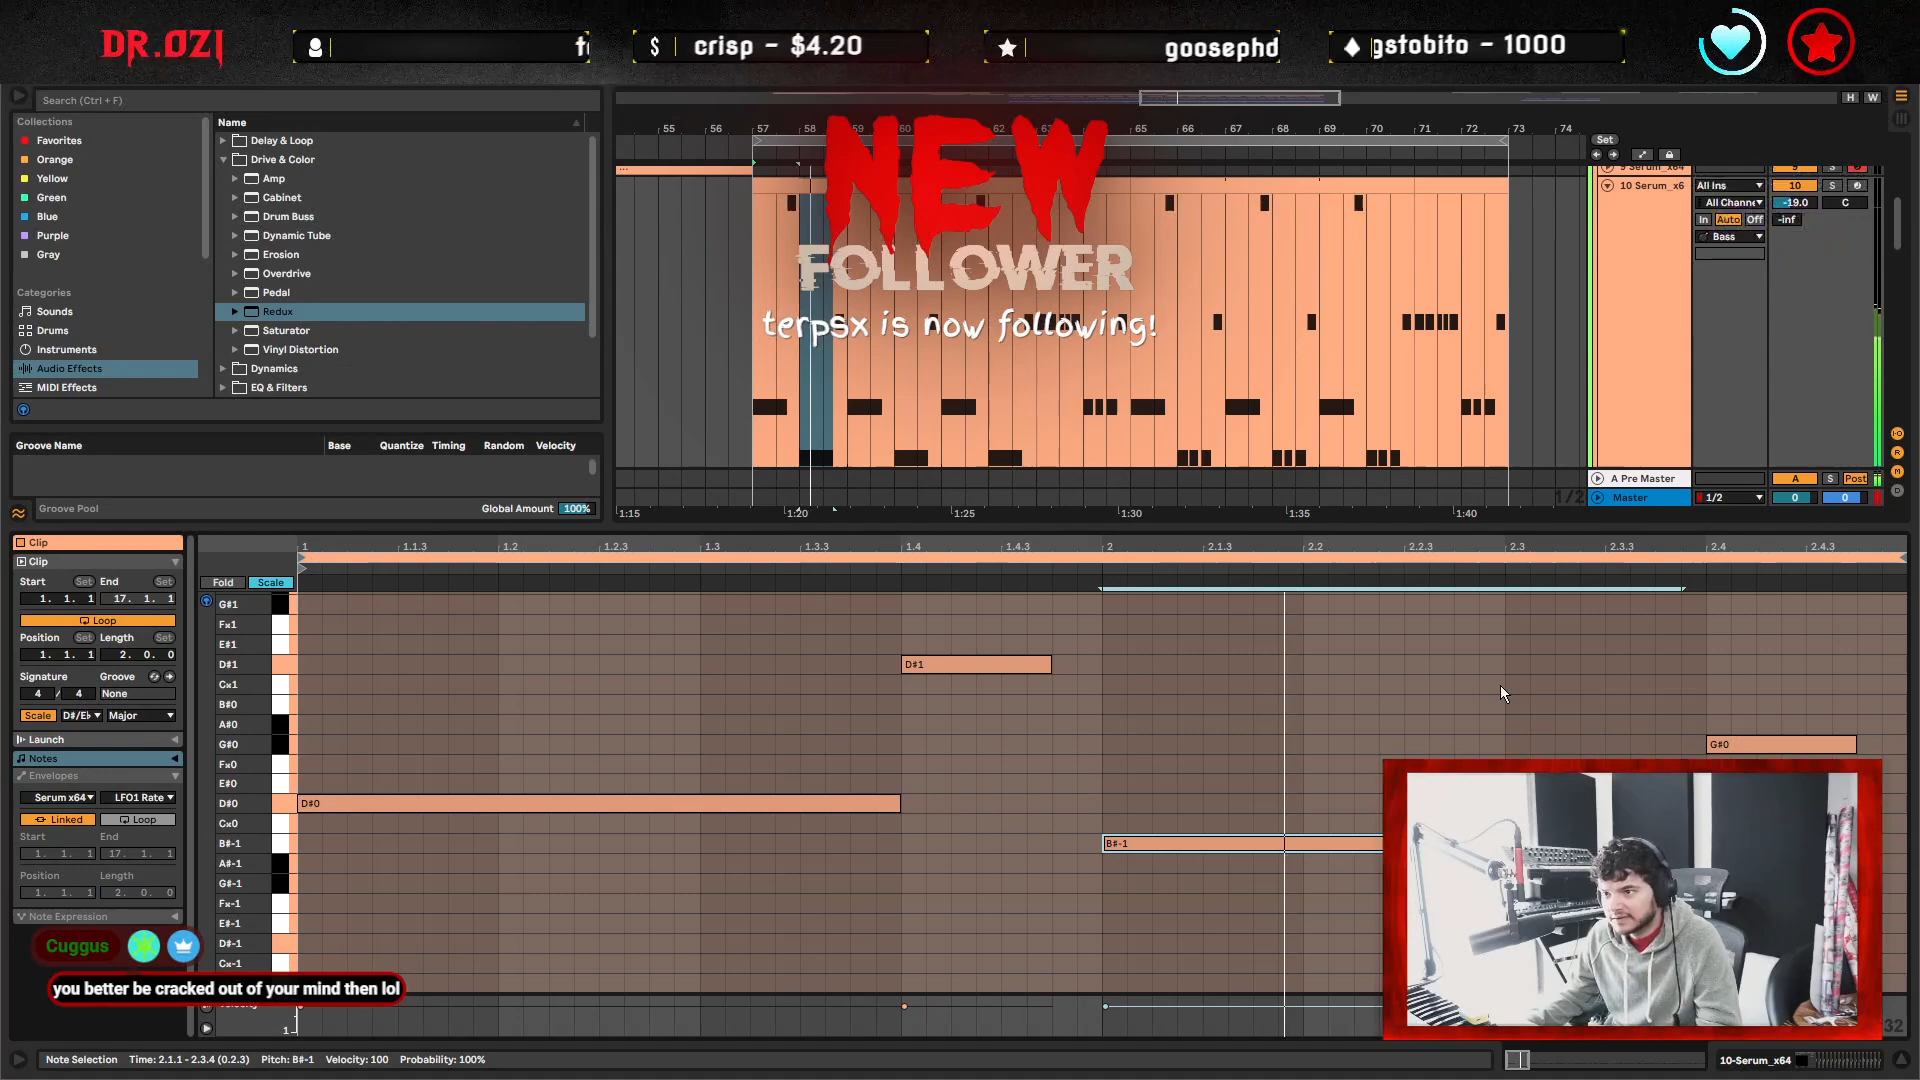 DR.OZI
$ crisp - $4.20
goosephd
gstobito - 1000
Search (Ctrl + F)
H W
Collections
Favorites
Orange
Yellow
Green
Blue
Purple
Gray
Categories
Sounds
Drums
Instruments
Audio Effects
MIDI Effects
Name
Delay & Loop
Drive & Color
Amp
Cabinet
Drum Buss
Dynamic Tube
Erosion
Overdrive
Pedal
Redux
Saturator
Vinyl Distortion
Dynamics
EQ & Filters
55 56 57 58 59 60 62 63 65 66 67 68 69 70 71 72 73 74
NEW
FOLLOWER
terpsx is now following!
Set
9 Serum_x64 9 S
10 Serum_x6 All Ins 10 S
All Channe -19.0 C
In Auto Off -inf
Bass
A Pre Master A S Post
Master 1/2 0 0
1/2
1:15 1:20 1:25 1:30 1:35 1:40
Groove Name Base Quantize Timing Random Velocity
Groove Pool Global Amount 100%
Clip
Clip
Start Set End Set
1. 1. 1 17. 1. 1
Loop
Position Set Length Set
1. 1. 1 2. 0. 0
Signature Groove
4 / 4 None
Scale D#/E♭ Major
Launch
Notes
Envelopes
Serum x64 LFO1 Rate
Linked Loop
Start End
1. 1. 1 17. 1. 1
Position Length
1. 1. 1 2. 0. 0
Note Expression
1 1.1.3 1.2 1.2.3 1.3 1.3.3 1.4 1.4.3 2 2.1.3 2.2 2.2.3 2.3 2.3.3 2.4 2.4.3
Fold Scale
G#1
Fx1
E#1
D#1 D#1
Cx1
B#0
A#0
G#0 G#0
Fx0
E#0
D#0 D#0
Cx0
B#-1 B#-1
A#-1
G#-1
Fx-1
E#-1
D#-1
Cx-1
Cuggus
you better be cracked out of your mind then lol
1
Note Selection Time: 2.1.1 - 2.3.4 (0.2.3) Pitch: B#-1 Velocity: 100 Probability: 100%
10-Serum_x64